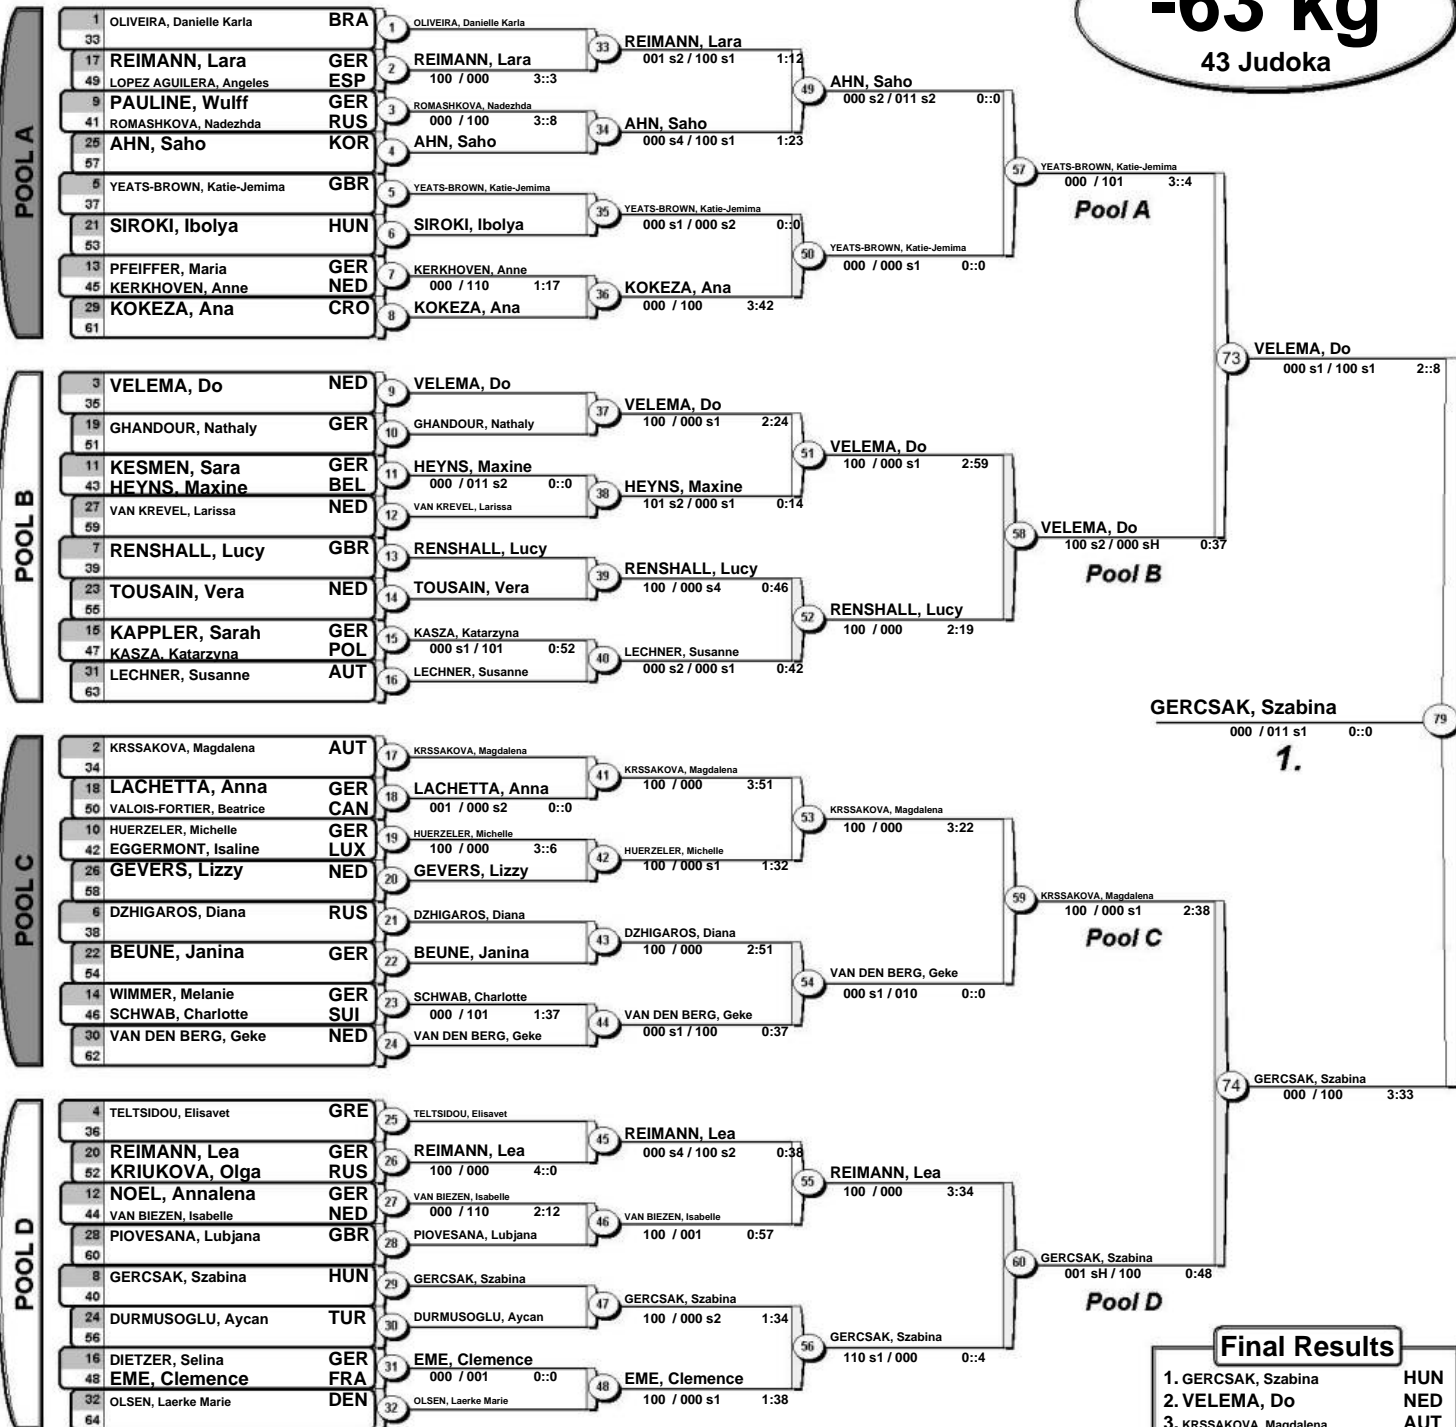 -63 kg
43 Judoka
POOL A
1 OLIVEIRA, Danielle Karla BRA
33
17 REIMANN, Lara GER
49 LOPEZ AGUILERA, Angeles ESP
9 PAULINE, Wulff GER
41 ROMASHKOVA, Nadezhda RUS
25 AHN, Saho KOR
57
5 YEATS-BROWN, Katie-Jemima GBR
37
21 SIROKI, Ibolya HUN
53
13 PFEIFFER, Maria GER
45 KERKHOVEN, Anne NED
29 KOKEZA, Ana CRO
61
1 OLIVEIRA, Danielle Karla
2 REIMANN, Lara
100 / 000 3::3
3 ROMASHKOVA, Nadezhda
000 / 100 3::8
4 AHN, Saho
5 YEATS-BROWN, Katie-Jemima
6 SIROKI, Ibolya
7 KERKHOVEN, Anne
000 / 110 1:17
8 KOKEZA, Ana
33 REIMANN, Lara
001 s2 / 100 s1 1:12
34 AHN, Saho
000 s4 / 100 s1 1:23
35 YEATS-BROWN, Katie-Jemima
000 s1 / 000 s2 0::0
36 KOKEZA, Ana
000 / 100 3:42
49 AHN, Saho
000 s2 / 011 s2 0::0
50 YEATS-BROWN, Katie-Jemima
000 / 000 s1 0::0
57 YEATS-BROWN, Katie-Jemima
000 / 101 3::4
Pool A
POOL B
3 VELEMA, Do NED
35
19 GHANDOUR, Nathaly GER
51
11 KESMEN, Sara GER
43 HEYNS, Maxine BEL
27 VAN KREVEL, Larissa NED
59
7 RENSHALL, Lucy GBR
39
23 TOUSAIN, Vera NED
55
15 KAPPLER, Sarah GER
47 KASZA, Katarzyna POL
31 LECHNER, Susanne AUT
63
9 VELEMA, Do
10 GHANDOUR, Nathaly
11 HEYNS, Maxine
000 / 011 s2 0::0
12 VAN KREVEL, Larissa
13 RENSHALL, Lucy
14 TOUSAIN, Vera
15 KASZA, Katarzyna
000 s1 / 101 0:52
16 LECHNER, Susanne
37 VELEMA, Do
100 / 000 s1 2:24
38 HEYNS, Maxine
101 s2 / 000 s1 0:14
39 RENSHALL, Lucy
100 / 000 s4 0:46
40 LECHNER, Susanne
000 s2 / 000 s1 0:42
51 VELEMA, Do
100 / 000 s1 2:59
52 RENSHALL, Lucy
100 / 000 2:19
58 VELEMA, Do
100 s2 / 000 sH 0:37
Pool B
73 VELEMA, Do
000 s1 / 100 s1 2::8
GERCSAK, Szabina 79
000 / 011 s1 0::0
1.
POOL C
2 KRSSAKOVA, Magdalena AUT
34
18 LACHETTA, Anna GER
50 VALOIS-FORTIER, Beatrice CAN
10 HUERZELER, Michelle GER
42 EGGERMONT, Isaline LUX
26 GEVERS, Lizzy NED
58
6 DZHIGAROS, Diana RUS
38
22 BEUNE, Janina GER
54
14 WIMMER, Melanie GER
46 SCHWAB, Charlotte SUI
30 VAN DEN BERG, Geke NED
62
17 KRSSAKOVA, Magdalena
18 LACHETTA, Anna
001 / 000 s2 0::0
19 HUERZELER, Michelle
100 / 000 3::6
20 GEVERS, Lizzy
21 DZHIGAROS, Diana
22 BEUNE, Janina
23 SCHWAB, Charlotte
000 / 101 1:37
24 VAN DEN BERG, Geke
41 KRSSAKOVA, Magdalena
100 / 000 3:51
42 HUERZELER, Michelle
100 / 000 s1 1:32
43 DZHIGAROS, Diana
100 / 000 2:51
44 VAN DEN BERG, Geke
000 s1 / 100 0:37
53 KRSSAKOVA, Magdalena
100 / 000 3:22
54 VAN DEN BERG, Geke
000 s1 / 010 0::0
59 KRSSAKOVA, Magdalena
100 / 000 s1 2:38
Pool C
74 GERCSAK, Szabina
000 / 100 3:33
POOL D
4 TELTSIDOU, Elisavet GRE
36
20 REIMANN, Lea GER
52 KRIUKOVA, Olga RUS
12 NOEL, Annalena GER
44 VAN BIEZEN, Isabelle NED
28 PIOVESANA, Lubjana GBR
60
8 GERCSAK, Szabina HUN
40
24 DURMUSOGLU, Aycan TUR
56
16 DIETZER, Selina GER
48 EME, Clemence FRA
32 OLSEN, Laerke Marie DEN
64
25 TELTSIDOU, Elisavet
26 REIMANN, Lea
100 / 000 4::0
27 VAN BIEZEN, Isabelle
000 / 110 2:12
28 PIOVESANA, Lubjana
29 GERCSAK, Szabina
30 DURMUSOGLU, Aycan
31 EME, Clemence
000 / 001 0::0
32 OLSEN, Laerke Marie
45 REIMANN, Lea
000 s4 / 100 s2 0:38
46 VAN BIEZEN, Isabelle
100 / 001 0:57
47 GERCSAK, Szabina
100 / 000 s2 1:34
48 EME, Clemence
100 / 000 s1 1:38
55 REIMANN, Lea
100 / 000 3:34
56 GERCSAK, Szabina
110 s1 / 000 0::4
60 GERCSAK, Szabina
001 sH / 100 0:48
Pool D
Final Results
1. GERCSAK, Szabina HUN
2. VELEMA, Do NED
3. KRSSAKOVA, Magdalena AUT